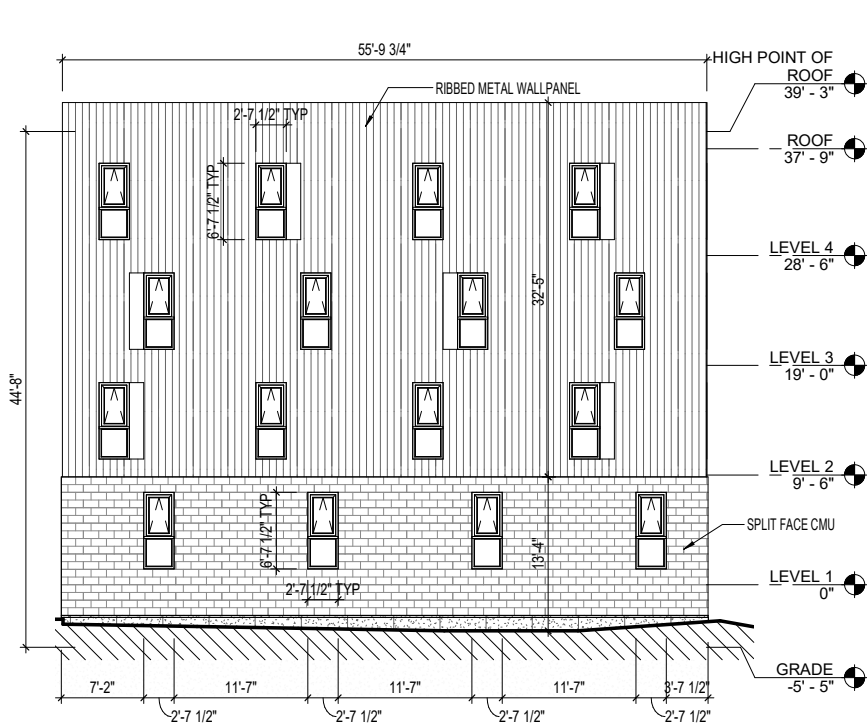 55'-9 3/4"
HIGH POINT OF
ROOF
39' - 3"
RIBBED METAL WALLPANEL
2'-7 1/2" TYP
ROOF
37' - 9"
6'-7 1/2" TYP
LEVEL 4
28' - 6"
32'-5"
LEVEL 3
19' - 0"
44'-8"
LEVEL 2
9' - 6"
6'-7 1/2" TYP
SPLIT FACE CMU
13'-4"
2'-7 1/2" TYP
LEVEL 1
0"
GRADE
-5' - 5"
7'-2"
11'-7"
11'-7"
11'-7"
3'-7 1/2"
2'-7 1/2"
2'-7 1/2"
2'-7 1/2"
2'-7 1/2"